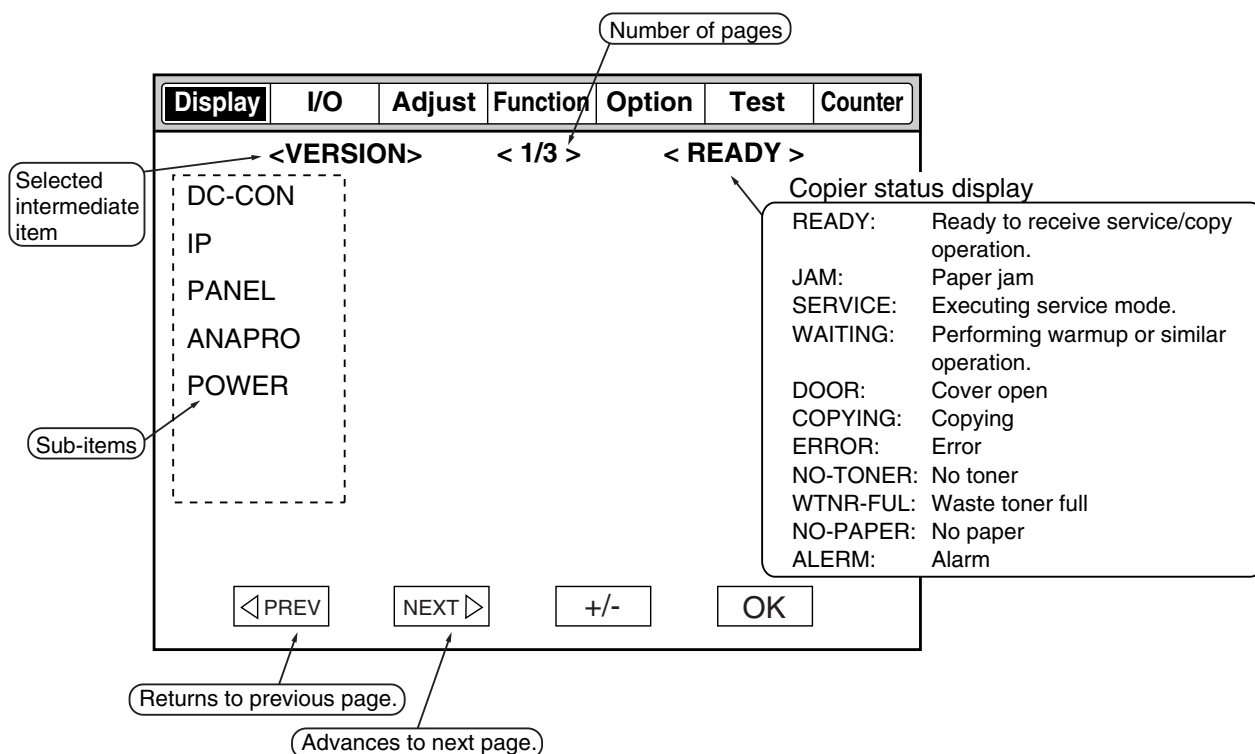 Number of pages
Display I/O Adjust Function Option Test Counter
<VERSION> < 1/3 > < READY >
Selected
intermediate
item
DC-CON
IP
PANEL
ANAPRO
POWER
Sub-items
Copier status display
READY: Ready to receive service/copy
operation.
JAM: Paper jam
SERVICE: Executing service mode.
WAITING: Performing warmup or similar
operation.
DOOR: Cover open
COPYING: Copying
ERROR: Error
NO-TONER: No toner
WTNR-FUL: Waste toner full
NO-PAPER: No paper
ALERM: Alarm
PREV NEXT +/- OK
Returns to previous page.
Advances to next page.